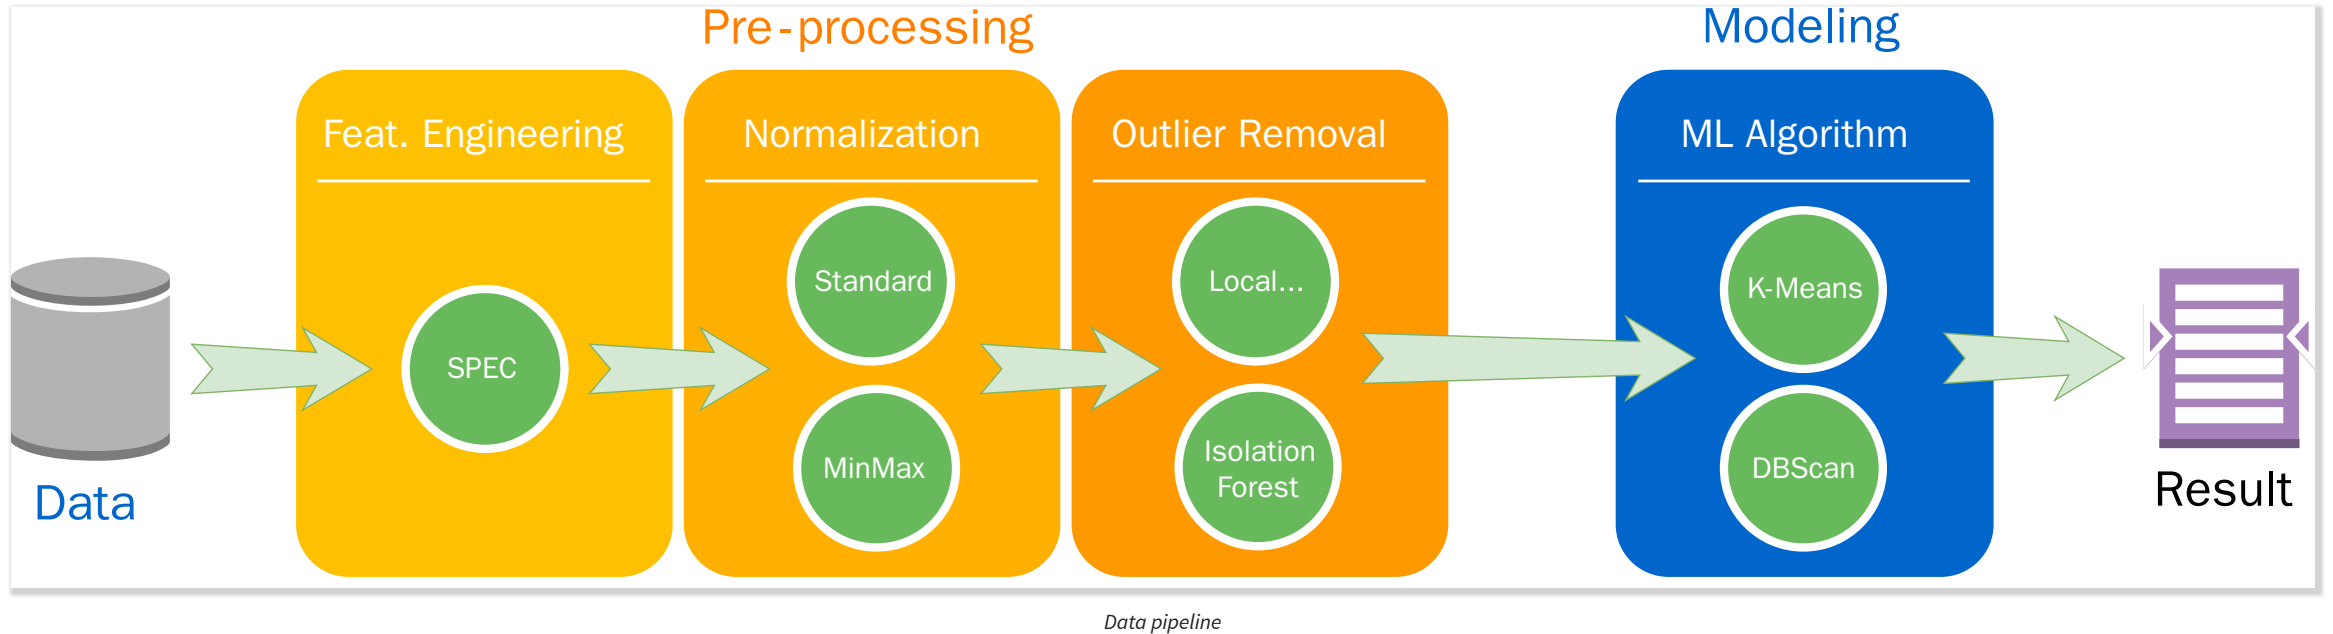 Pre-processing
Modeling
Feat. Engineering
Normalization
Outlier Removal
ML Algorithm
SPEC
Standard
MinMax
Local...
Isolation
Forest
K-Means
DBScan
Data
Result
Data pipeline